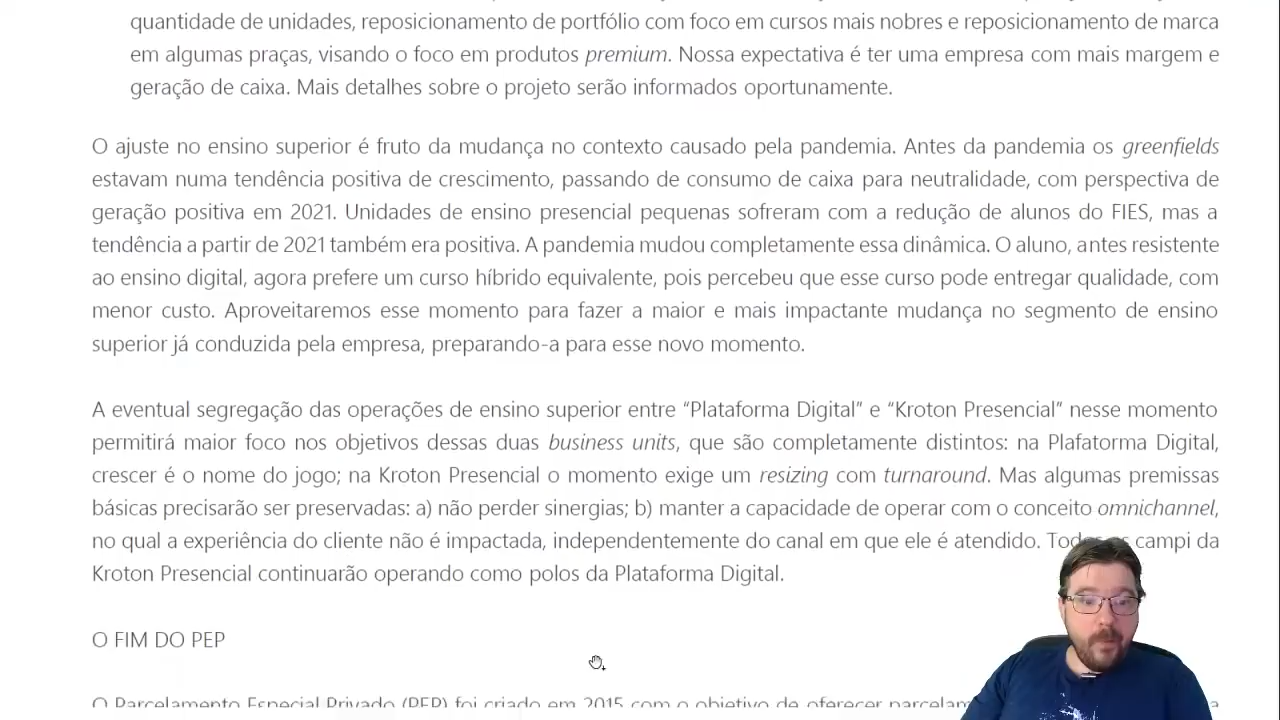 quantidade de unidades, reposicionamento de portfólio com foco em cursos mais nobres e reposicionamento de marca
em algumas praças, visando o foco em produtos premium. Nossa expectativa é ter uma empresa com mais margem e
geração de caixa. Mais detalhes sobre o projeto serão informados oportunamente.
O ajuste no ensino superior é fruto da mudança no contexto causado pela pandemia. Antes da pandemia os greenfields
estavam numa tendência positiva de crescimento, passando de consumo de caixa para neutralidade, com perspectiva de
geração positiva em 2021. Unidades de ensino presencial pequenas sofreram com a redução de alunos do FIES, mas a
tendência a partir de 2021 também era positiva. A pandemia mudou completamente essa dinâmica. O aluno, antes resistente
ao ensino digital, agora prefere um curso híbrido equivalente, pois percebeu que esse curso pode entregar qualidade, com
menor custo. Aproveitaremos esse momento para fazer a maior e mais impactante mudança no segmento de ensino
superior já conduzida pela empresa, preparando-a para esse novo momento.
A eventual segregação das operações de ensino superior entre “Plataforma Digital” e “Kroton Presencial” nesse momento
permitirá maior foco nos objetivos dessas duas business units, que são completamente distintos: na Plafatorma Digital,
crescer é o nome do jogo; na Kroton Presencial o momento exige um resizing com turnaround. Mas algumas premissas
básicas precisarão ser preservadas: a) não perder sinergias; b) manter a capacidade de operar com o conceito omnichannel,
no qual a experiência do cliente não é impactada, independentemente do canal em que ele é atendido. campi da
Kroton Presencial continuarão operando como polos da Plataforma Digital.
O FIM DO PEP
O Parcelamento Especial Privado (PEP) foi criado em 2015 com o objetivo de oferecer